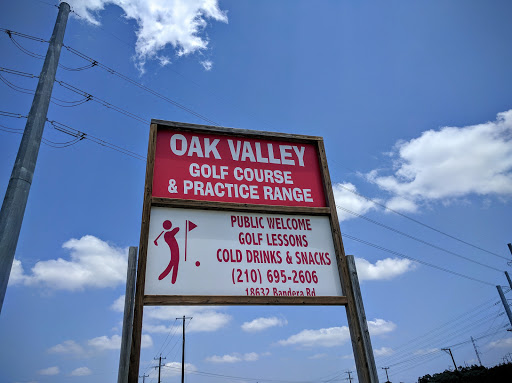 OAK VALLEY
GOLF COURSE
& PRACTICE RANGE
PUBLIC WELCOME
GOLF LESSONS
COLD DRINKS & SNACKS
(210) 695-2606
18632 Bandera Rd